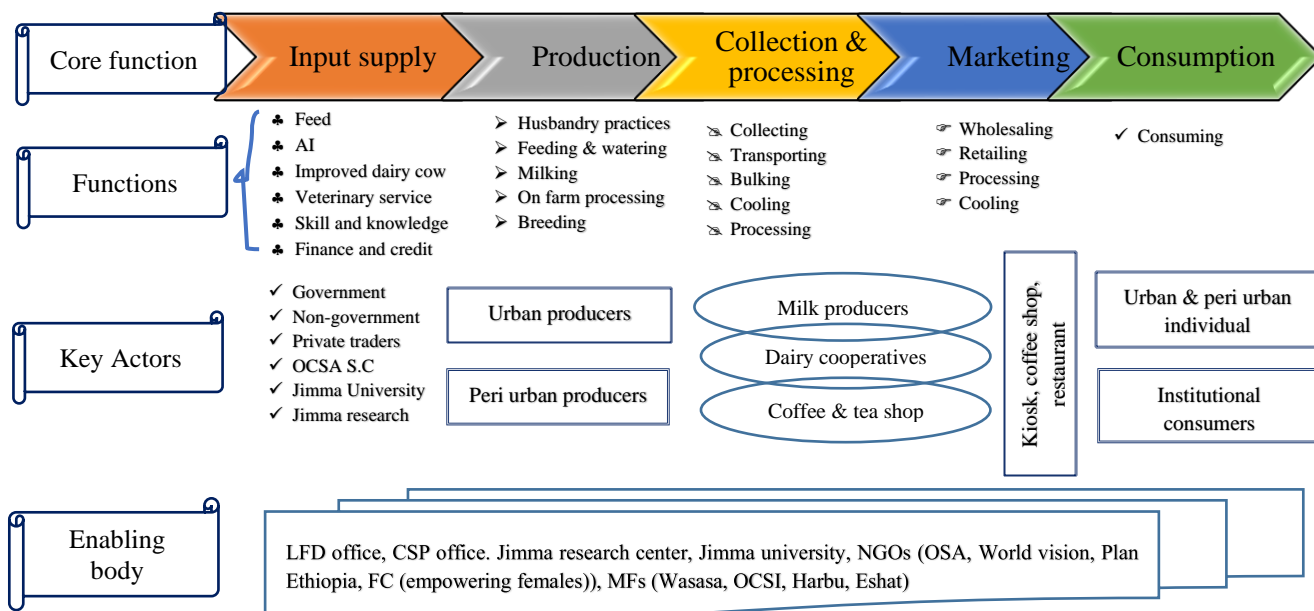 Core function
Input supply
Production
Collection &
processing
Marketing
Consumption
Functions
Feed
AI
Improved dairy cow
Veterinary service
Skill and knowledge
Finance and credit
Husbandry practices
Feeding & watering
Milking
On farm processing
Breeding
Collecting
Transporting
Bulking
Cooling
Processing
Wholesaling
Retailing
Processing
Cooling
Consuming
Key Actors
Government
Non-government
Private traders
OCSA S.C
Jimma University
Jimma research
Urban producers
Peri urban producers
Milk producers
Dairy cooperatives
Coffee & tea shop
Kiosk, coffee shop,
restaurant
Urban & peri urban
individual
Institutional
consumers
Enabling
body
LFD office, CSP office. Jimma research center, Jimma university, NGOs (OSA, World vision, Plan
Ethiopia, FC (empowering females)), MFs (Wasasa, OCSI, Harbu, Eshat)